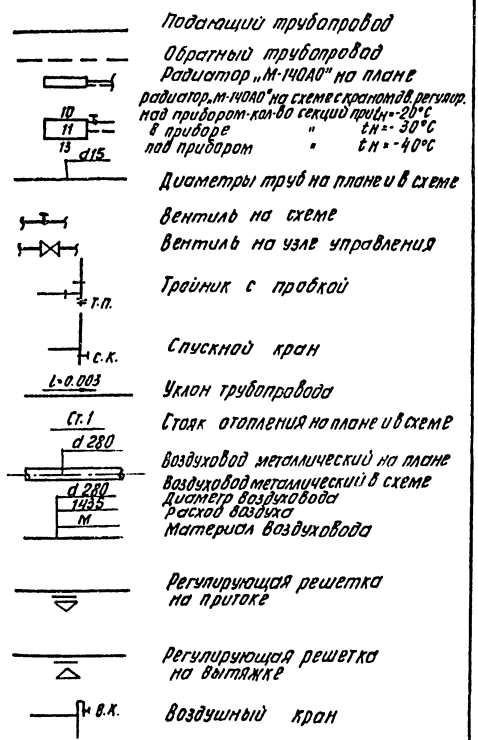 Подающий трубопровод
Обратный трубопровод
Радиатор „М-140АО" на плане
радиатор„М-140АО" на схеме с краном дв. регулир.
10 над прибором-кол-во секций при tн=-20°C
11 в приборе " tн=-30°C
13 под прибором " tн=-40°C
d15
Диаметры труб на плане и в схеме
Вентиль на схеме
Вентиль на узле управления
Тройник с пробкой
Т.П.
Спускной кран
С.К.
i=0.003
Уклон трубопровода
Ст.1 Стояк отопления на плане и в схеме
d 280
Воздуховод металлический на плане
Воздуховод металлический в схеме
d 280 Диаметр воздуховода
1435 Расход воздуха
М Материал воздуховода
Регулирующая решетка
на притоке
Регулирующая решетка
на вытяжке
В.К. Воздушный кран